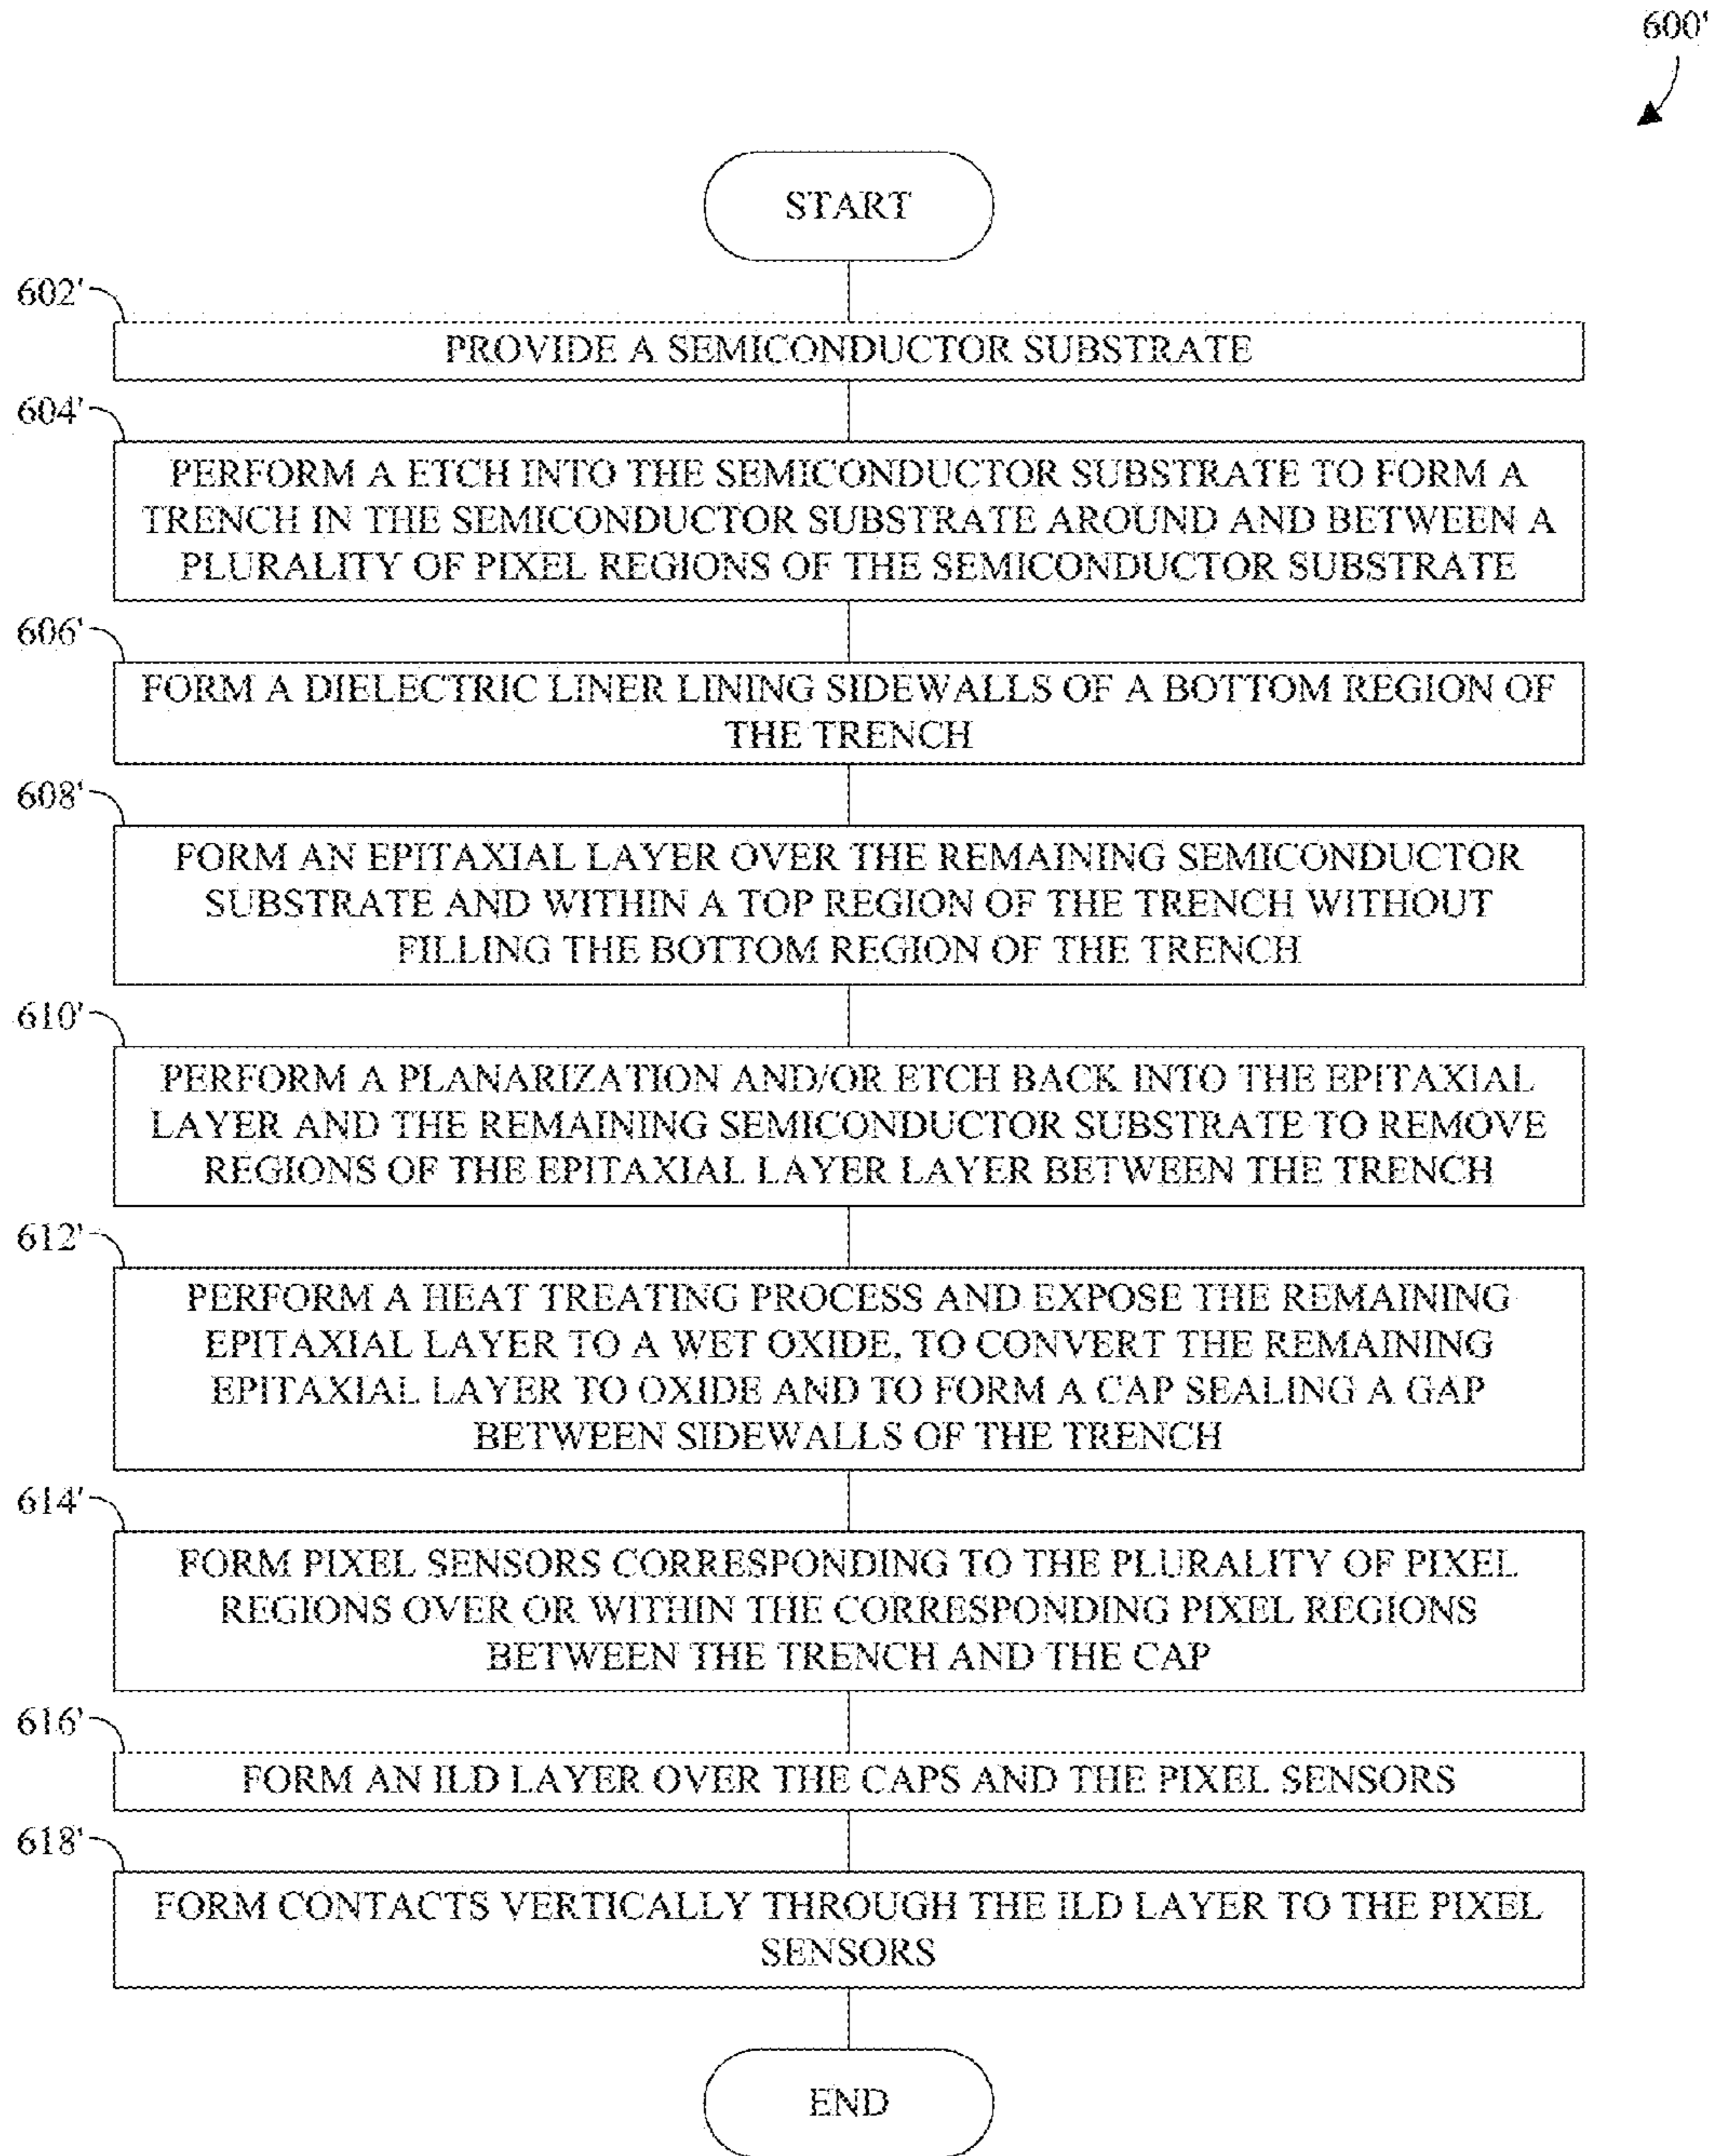 600'
START
602'
PROVIDE A SEMICONDUCTOR SUBSTRATE
604'
PERFORM A ETCH INTO THE SEMICONDUCTOR SUBSTRATE TO FORM A
TRENCH IN THE SEMICONDUCTOR SUBSTRATE AROUND AND BETWEEN A
PLURALITY OF PIXEL REGIONS OF THE SEMICONDUCTOR SUBSTRATE
606'
FORM A DIELECTRIC LINER LINING SIDEWALLS OF A BOTTOM REGION OF
THE TRENCH
608'
FORM AN EPITAXIAL LAYER OVER THE REMAINING SEMICONDUCTOR
SUBSTRATE AND WITHIN A TOP REGION OF THE TRENCH WITHOUT
FILLING THE BOTTOM REGION OF THE TRENCH
610'
PERFORM A PLANARIZATION AND/OR ETCH BACK INTO THE EPITAXIAL
LAYER AND THE REMAINING SEMICONDUCTOR SUBSTRATE TO REMOVE
REGIONS OF THE EPITAXIAL LAYER LAYER BETWEEN THE TRENCH
612'
PERFORM A HEAT TREATING PROCESS AND EXPOSE THE REMAINING
EPITAXIAL LAYER TO A WET OXIDE, TO CONVERT THE REMAINING
EPITAXIAL LAYER TO OXIDE AND TO FORM A CAP SEALING A GAP
BETWEEN SIDEWALLS OF THE TRENCH
614'
FORM PIXEL SENSORS CORRESPONDING TO THE PLURALITY OF PIXEL
REGIONS OVER OR WITHIN THE CORRESPONDING PIXEL REGIONS
BETWEEN THE TRENCH AND THE CAP
616'
FORM AN ILD LAYER OVER THE CAPS AND THE PIXEL SENSORS
618'
FORM CONTACTS VERTICALLY THROUGH THE ILD LAYER TO THE PIXEL
SENSORS
END